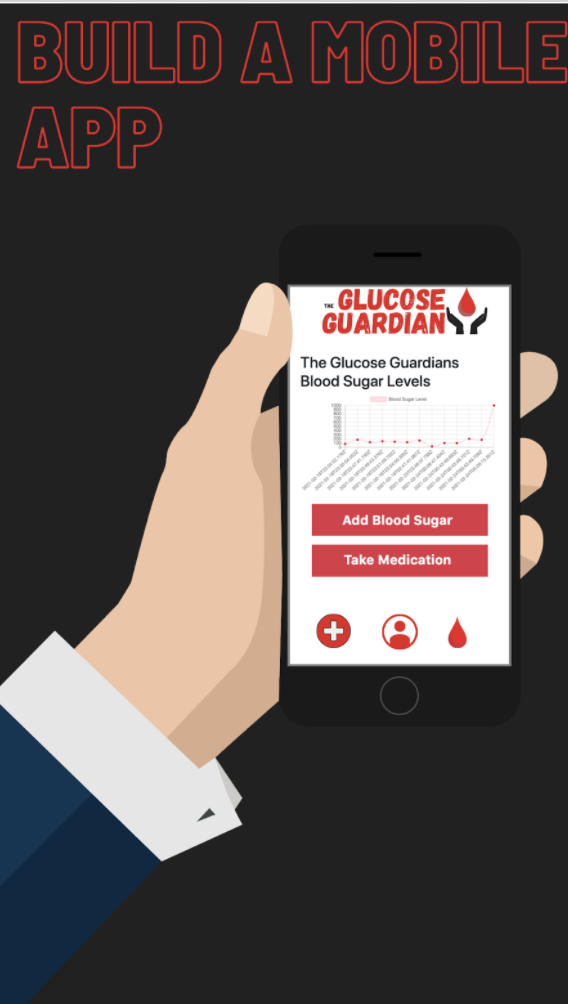 BUILD A MOBILE
APP
THE GLUCOSE
GUARDIAN
The Glucose Guardians
Blood Sugar Levels
Blood Sugar Level
1000
900
800
700
600
500
400
300
200
100
0
Add Blood Sugar
Take Medication